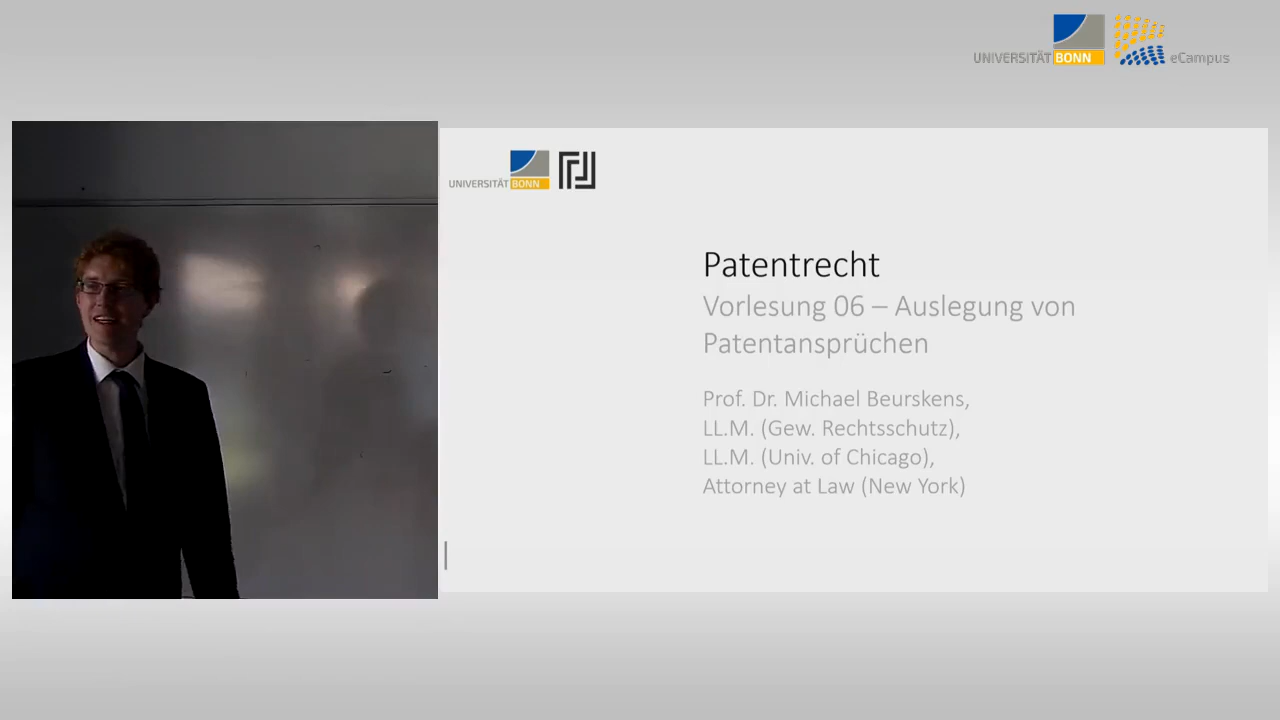 UNIVERSITÄT BONN eCampus
UNIVERSITÄT BONN
Patentrecht
Vorlesung 06 – Auslegung von
Patentansprüchen
Prof. Dr. Michael Beurskens,
LL.M. (Gew. Rechtsschutz),
LL.M. (Univ. of Chicago),
Attorney at Law (New York)